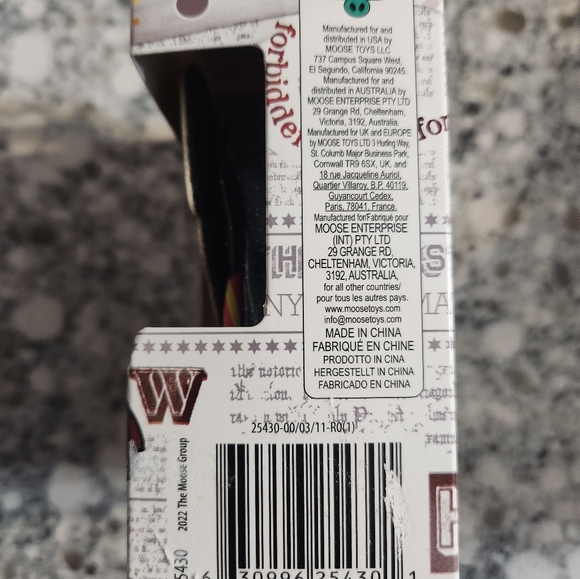 forbidden
Manufactured for and
distributed in USA by
MOOSE TOYS LLC
737 Campus Square West,
El Segundo, California 90245.
Manufactured for and
distributed in AUSTRALIA by
MOOSE ENTERPRISE PTY LTD
29 Grange Rd, Cheltenham,
Victoria, 3192, Australia.
Manufactured for UK and EUROPE
by MOOSE TOYS LTD 3 Hurling Way,
St. Columb Major Business Park,
Cornwall TR9 6SX, UK. and
18 rue Jacqueline Auriol,
Quartier Villaroy, B.P. 40119,
Guyancourt Cedex,
Paris, 78041, France.
Manufactured for/Fabriqué pour
MOOSE ENTERPRISE
(INT) PTY LTD
29 GRANGE RD,
CHELTENHAM, VICTORIA,
3192, AUSTRALIA,
for all other countries/
pour tous les autres pays.
www.moosetoys.com
info@moosetoys.com
MADE IN CHINA
FABRIQUÉ EN CHINE
PRODOTTO IN CINA
HERGESTELLT IN CHINA
FABRICADO EN CHINA
for
H
S
NY
MA
W
25430-00/03/11-R0(1)
2022 The Moose Group
5430
6 30996 25430 1